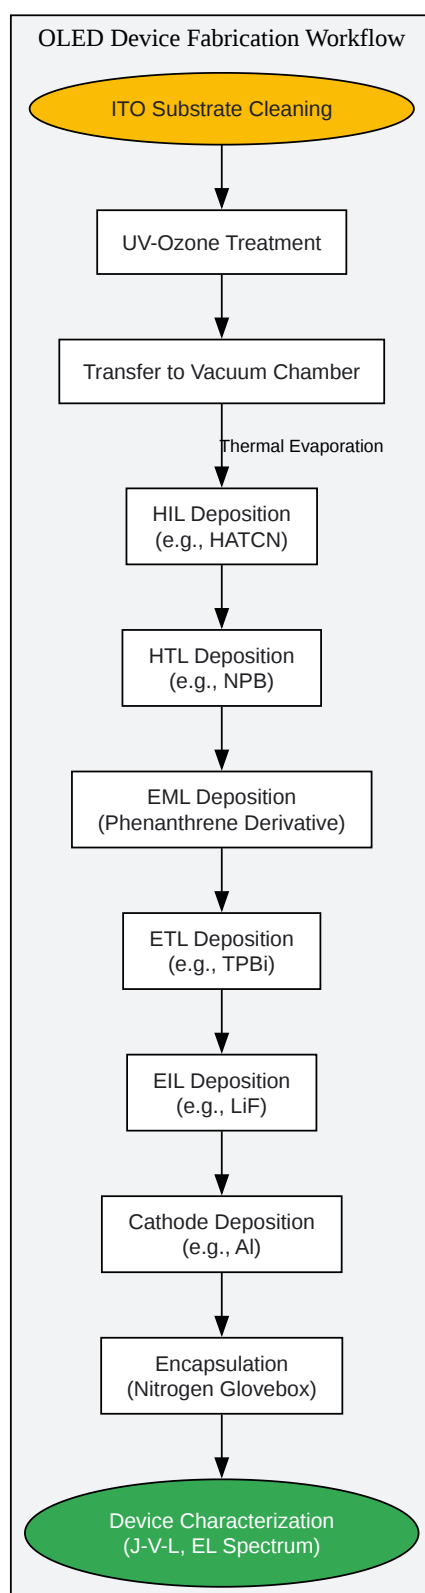 OLED Device Fabrication Workflow
ITO Substrate Cleaning
UV-Ozone Treatment
Transfer to Vacuum Chamber
Thermal Evaporation
HIL Deposition
(e.g., HATCN)
HTL Deposition
(e.g., NPB)
EML Deposition
(Phenanthrene Derivative)
ETL Deposition
(e.g., TPBi)
EIL Deposition
(e.g., LiF)
Cathode Deposition
(e.g., Al)
Encapsulation
(Nitrogen Glovebox)
Device Characterization
(J-V-L, EL Spectrum)